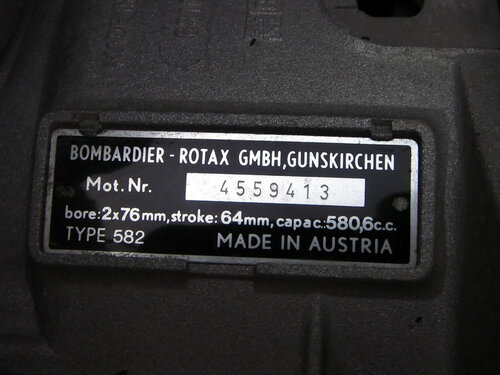 BOMBARDIER - ROTAX GMBH,GUNSKIRCHEN
Mot.Nr. 4559413
bore:2x76mm,stroke:64mm,capac.:580,6c.c.
TYPE 582 MADE IN AUSTRIA